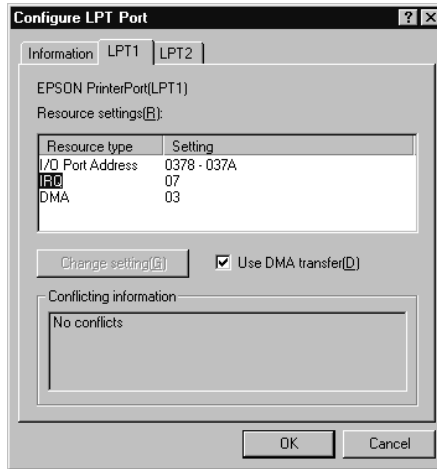 Configure LPT Port
Information LPT1 LPT2
EPSON PrinterPort(LPT1)
Resource settings(R):
Resource type Setting
I/O Port Address 0378 - 037A
IRQ 07
DMA 03
Change setting(G) Use DMA transfer(D)
Conflicting information
No conflicts
OK Cancel